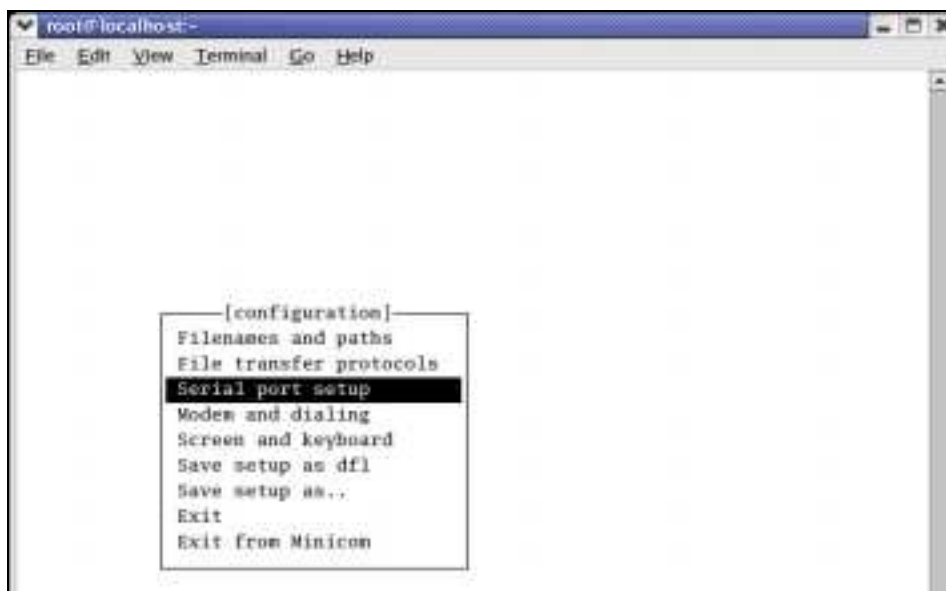 root@localhost:~
File Edit View Terminal Go Help
[configuration]
Filenames and paths
File transfer protocols
Serial port setup
Modem and dialing
Screen and keyboard
Save setup as dfl
Save setup as..
Exit
Exit from Minicom